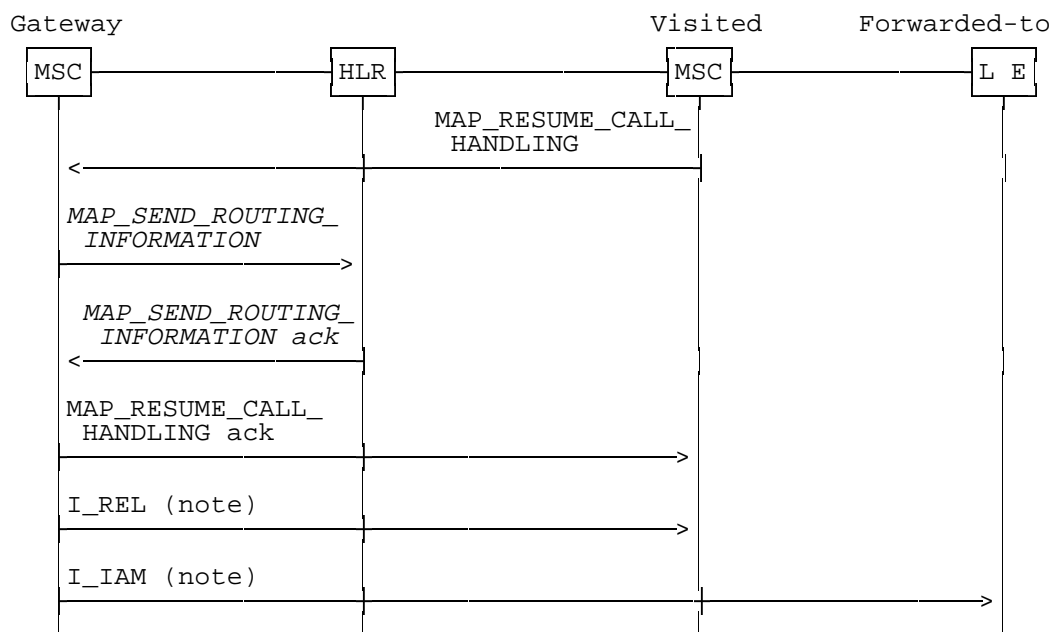 Gateway Visited Forwarded-to
MSC HLR MSC L E
MAP_RESUME_CALL_
HANDLING
MAP_SEND_ROUTING_
INFORMATION
MAP_SEND_ROUTING_
INFORMATION ack
MAP_RESUME_CALL_
HANDLING ack
I_REL (note)
I_IAM (note)